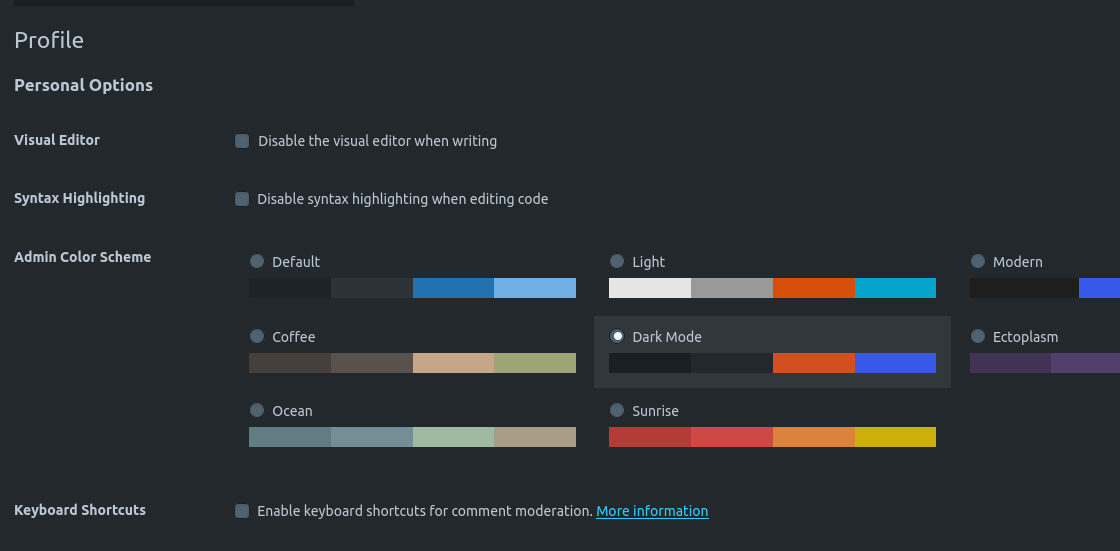 Profile
Personal Options
Visual Editor Disable the visual editor when writing
Syntax Highlighting Disable syntax highlighting when editing code
Admin Color Scheme Default Light Modern
Coffee Dark Mode Ectoplasm
Ocean Sunrise
Keyboard Shortcuts Enable keyboard shortcuts for comment moderation. More information